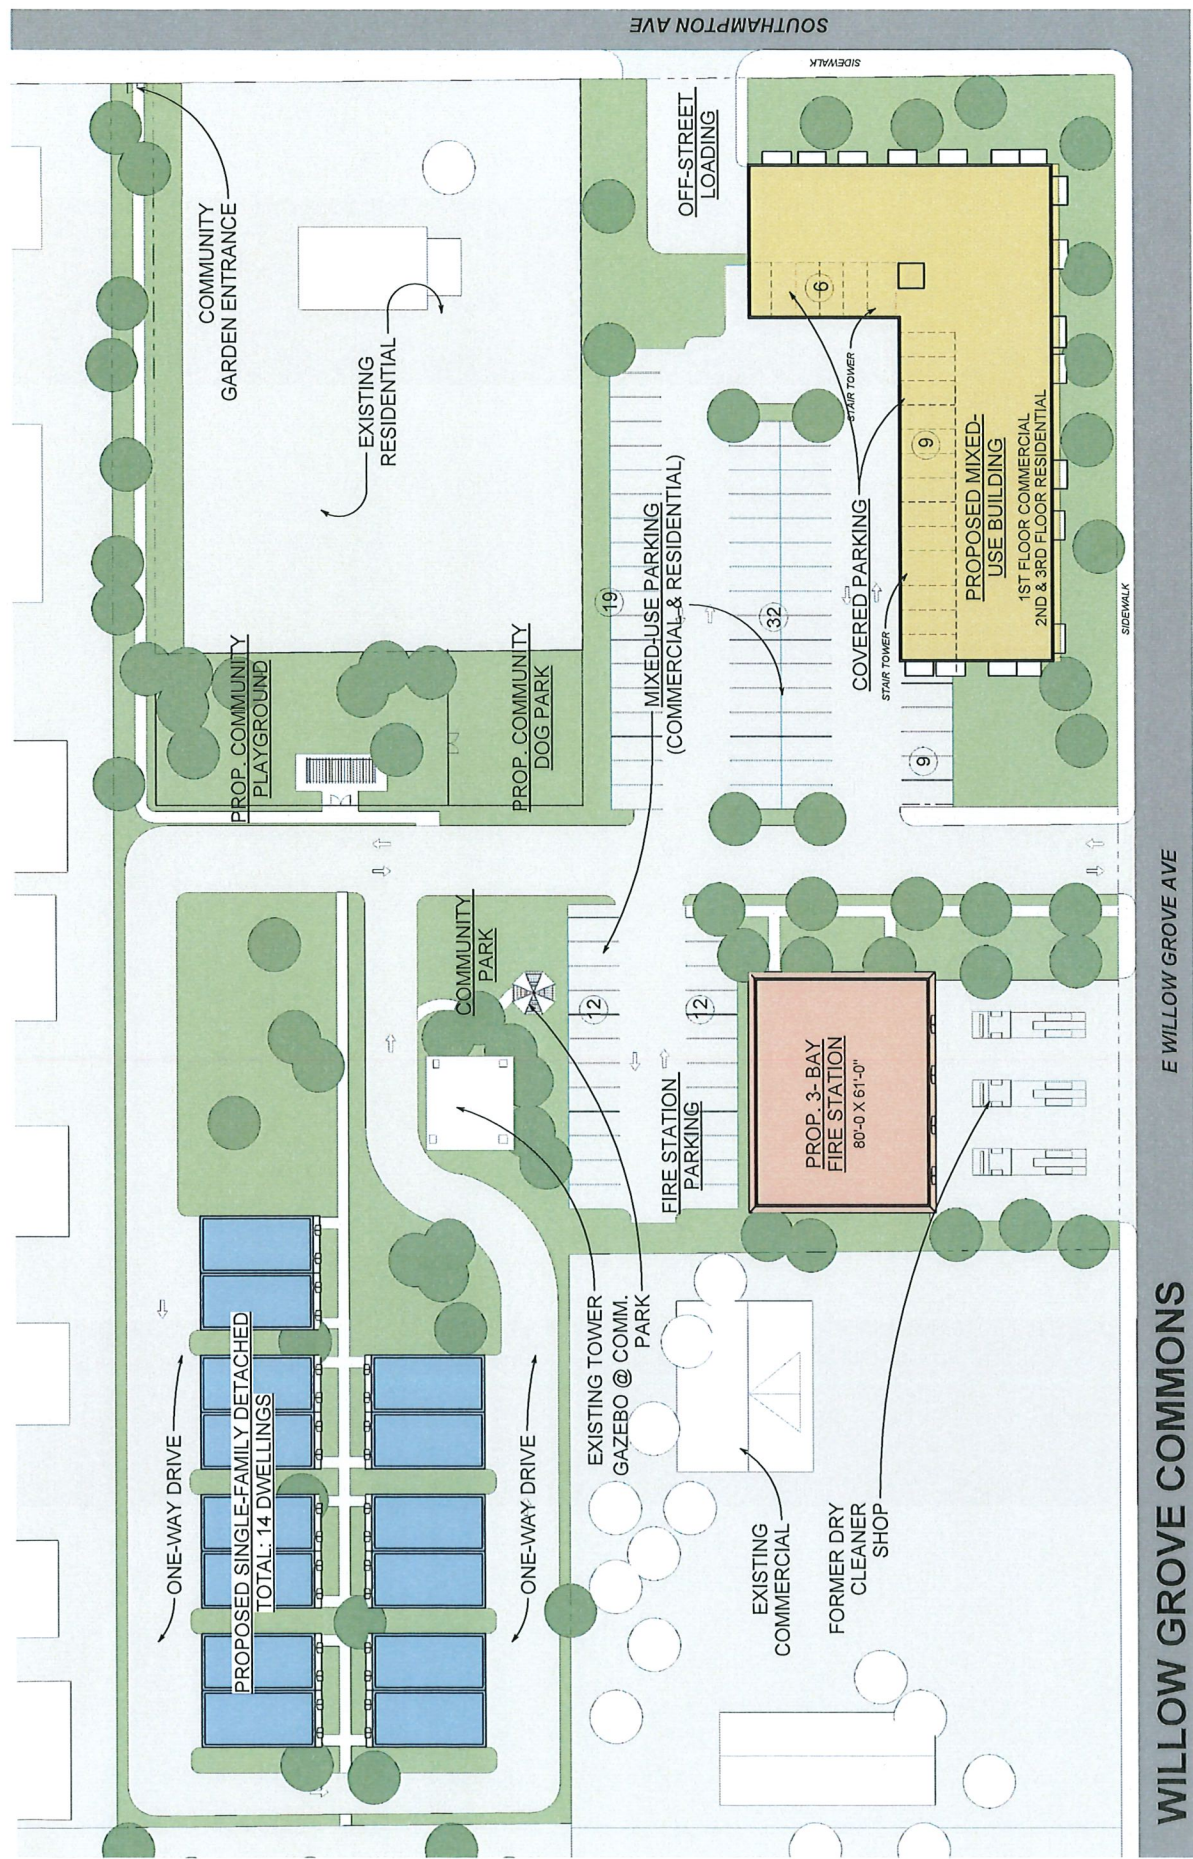 SOUTHAMPTON AVE
SIDEWALK
COMMUNITY
GARDEN ENTRANCE
EXISTING
RESIDENTIAL
OFF-STREET
LOADING
PROP. COMMUNITY
PLAYGROUND
PROP. COMMUNITY
DOG PARK
19
MIXED-USE PARKING
(COMMERCIAL & RESIDENTIAL)
32
STAIR TOWER
6
COVERED PARKING
STAIR TOWER
9
9
PROPOSED MIXED-
USE BUILDING
1ST FLOOR COMMERCIAL
2ND & 3RD FLOOR RESIDENTIAL
SIDEWALK
COMMUNITY
PARK
12
12
FIRE STATION
PARKING
PROP. 3- BAY
FIRE STATION
80'-0 X 61'-0"
E WILLOW GROVE AVE
ONE-WAY DRIVE
PROPOSED SINGLE-FAMILY DETACHED
TOTAL: 14 DWELLINGS
ONE-WAY DRIVE
EXISTING TOWER
GAZEBO @ COMM.
PARK
EXISTING
COMMERCIAL
FORMER DRY
CLEANER
SHOP
WILLOW GROVE COMMONS